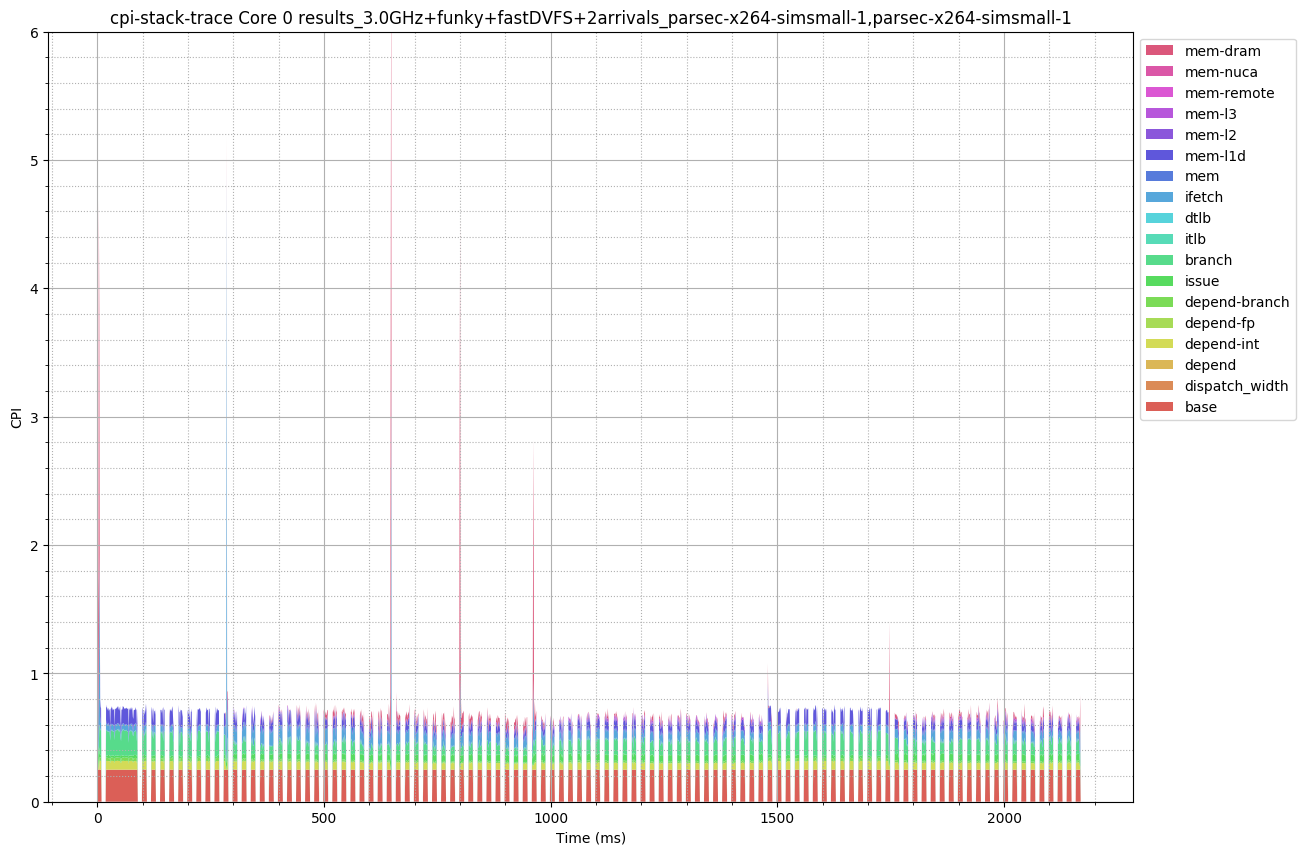 cpi-stack-trace Core 0 results_3.0GHz+funky+fastDVFS+2arrivals_parsec-x264-simsmall-1,parsec-x264-simsmall-1
6
5
4
3
2
1
0
CPI
0
500
1000
1500
2000
Time (ms)
mem-dram
mem-nuca
mem-remote
mem-l3
mem-l2
mem-l1d
mem
ifetch
dtlb
itlb
branch
issue
depend-branch
depend-fp
depend-int
depend
dispatch_width
base